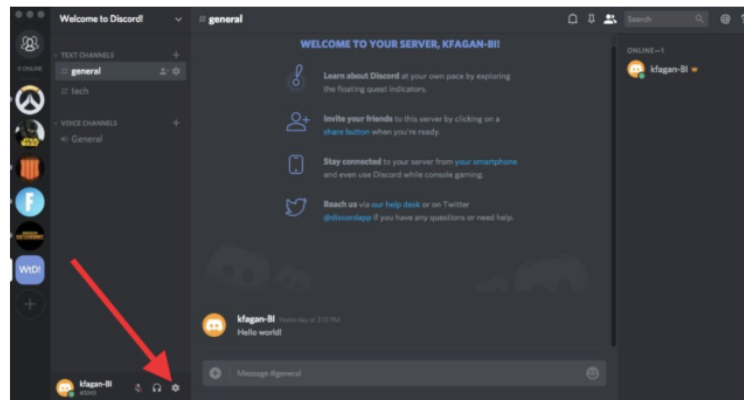 Welcome to Discord!
general
Search
WELCOME TO YOUR SERVER, KFAGAN-BI!
Learn about Discord at your own pace by exploring
the floating quest indicators.
Invite your friends to this server by clicking on a
share button when you're ready.
Stay connected to your server from your smartphone
and even use Discord while console gaming.
Reach us via our help desk or on Twitter
@discordapp if you have any questions or need help.
ONLINE—1
kfagan-BI
0 ONLINE
TEXT CHANNELS
general
tech
VOICE CHANNELS
General
F
WtD!
kfagan-BI Yesterday at 3:13 PM
Hello world!
Message #general
kfagan-BI